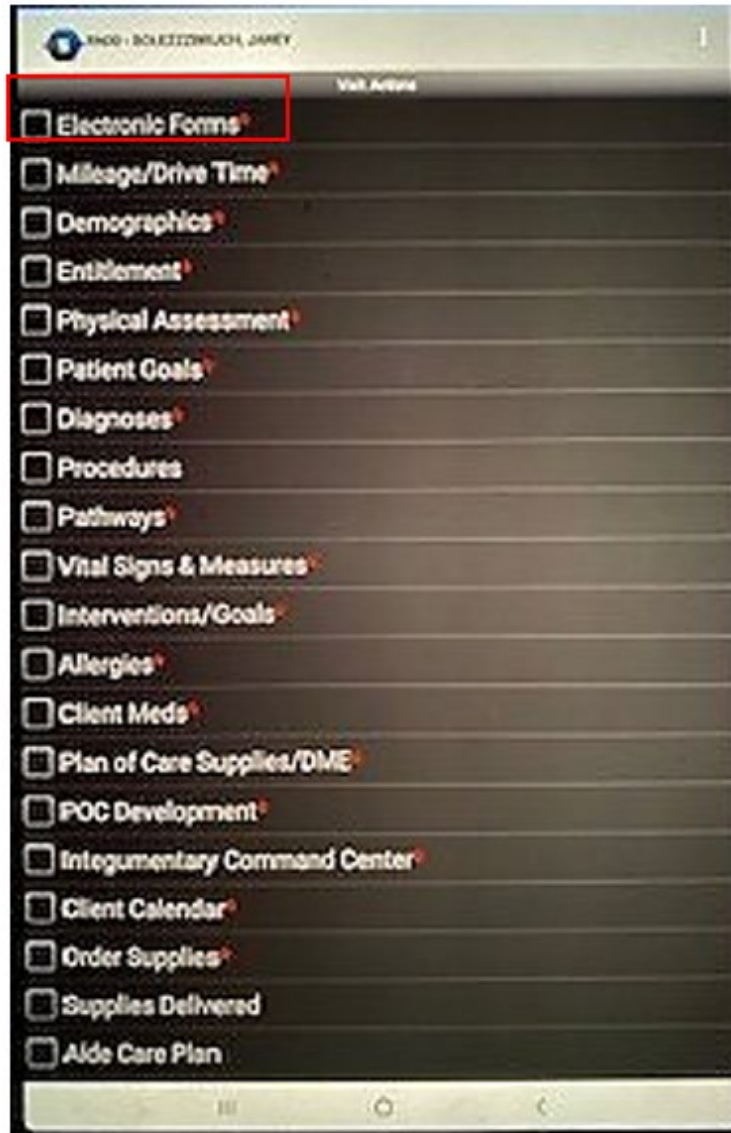 Visit Actions
Electronic Forms*
Mileage/Drive Time*
Demographics*
Entitlement*
Physical Assessment*
Patient Goals*
Diagnoses*
Procedures
Pathways*
Vital Signs & Measures*
Interventions/Goals*
Allergies*
Client Meds*
Plan of Care Supplies/DME*
POC Development*
Integumentary Command Center*
Client Calendar*
Order Supplies*
Supplies Delivered
Aide Care Plan